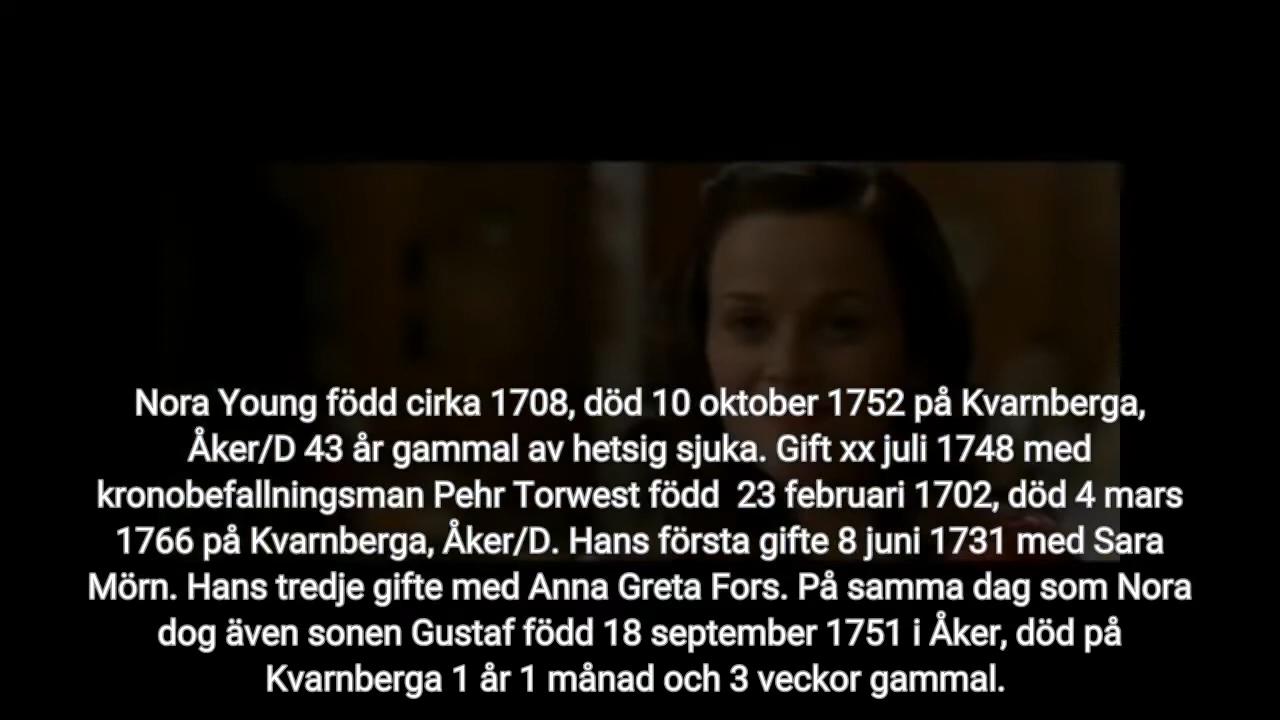 Nora Young född cirka 1708, död 10 oktober 1752 på Kvarnberga,
Åker/D 43 år gammal av hetsig sjuka. Gift xx juli 1748 med
kronobefallningsman Pehr Torwest född  23 februari 1702, död 4 mars
1766 på Kvarnberga, Åker/D. Hans första gifte 8 juni 1731 med Sara
Mörn. Hans tredje gifte med Anna Greta Fors. På samma dag som Nora
dog även sonen Gustaf född 18 september 1751 i Åker, död på
Kvarnberga 1 år 1 månad och 3 veckor gammal.